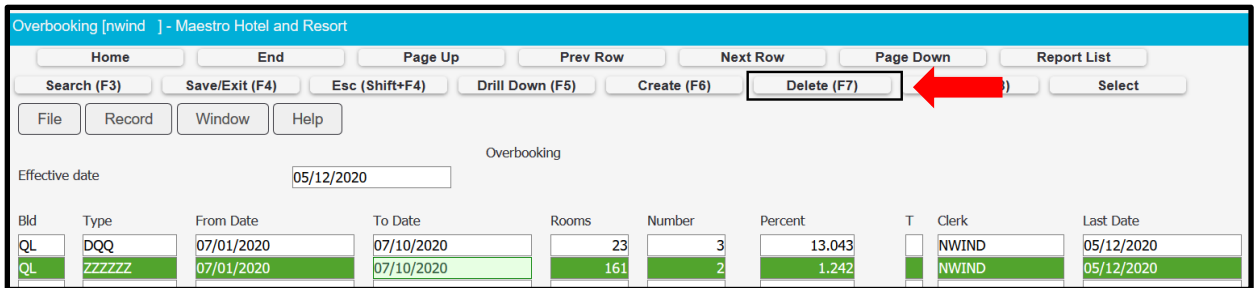 Overbooking [nwind ] - Maestro Hotel and Resort
Home End Page Up Prev Row Next Row Page Down Report List
Search (F3) Save/Exit (F4) Esc (Shift+F4) Drill Down (F5) Create (F6) Delete (F7) Select
File Record Window Help
Overbooking
Effective date 05/12/2020
Bld Type From Date To Date Rooms Number Percent T Clerk Last Date
QL DQQ 07/01/2020 07/10/2020 23 3 13.043 NWIND 05/12/2020
QL ZZZZZZ 07/01/2020 07/10/2020 161 2 1.242 NWIND 05/12/2020